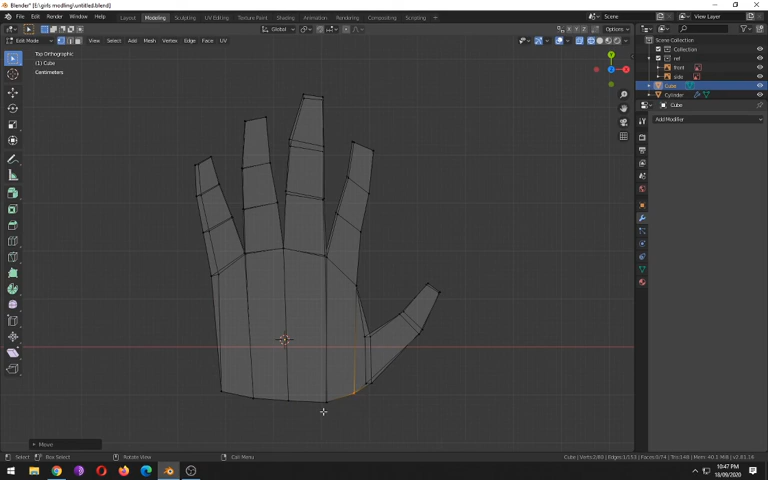 Blender* [E:\girls modling\untitled.blend]
File Edit Render Window Help Layout Modeling Sculpting UV Editing Texture Paint Shading Animation Rendering Compositing Scripting + Scene View Layer
Global Options
Edit Mode View Select Add Mesh Vertex Edge Face UV
Top Orthographic
(1) Cube
Centimeters
Scene Collection
Collection
ref
front
side
Cube
Cylinder
Cube
Add Modifier
Move
Select Box Select Rotate View Call Menu
10:47 PM
18/09/2020